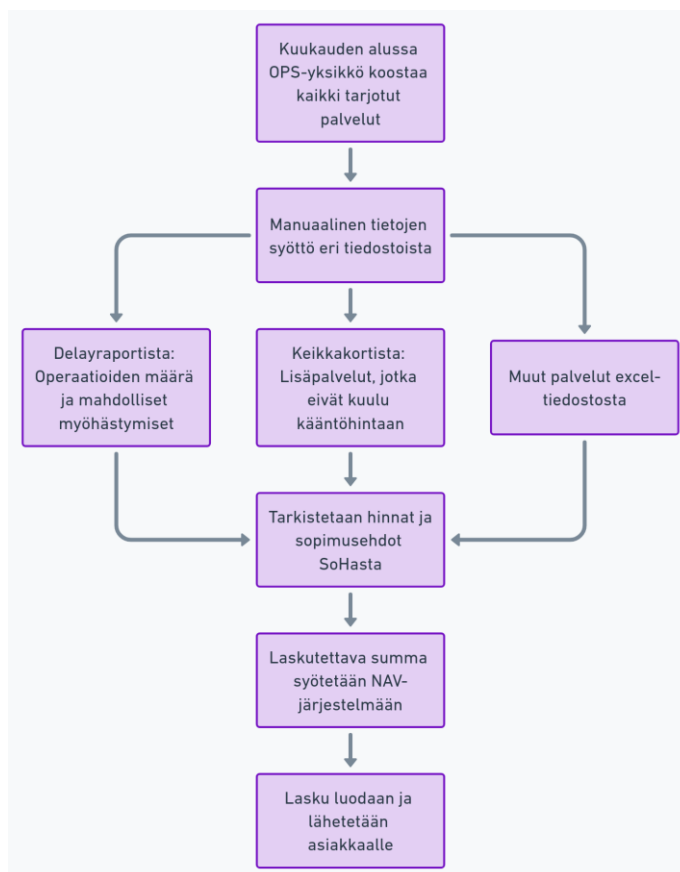 Kuukauden alussa
OPS-yksikkö koostaa
kaikki tarjotut
palvelut
Manuaalinen tietojen
syöttö eri tiedostoista
Delayraportista:
Operaatioiden määrä
ja mahdolliset
myöhästymiset
Keikkakortista:
Lisäpalvelut, jotka
eivät kuulu
kääntöhintaan
Muut palvelut excel-
tiedostosta
Tarkistetaan hinnat ja
sopimusehdot
SoHasta
Laskutettava summa
syötetään NAV-
järjestelmään
Lasku luodaan ja
lähetetään
asiakkaalle